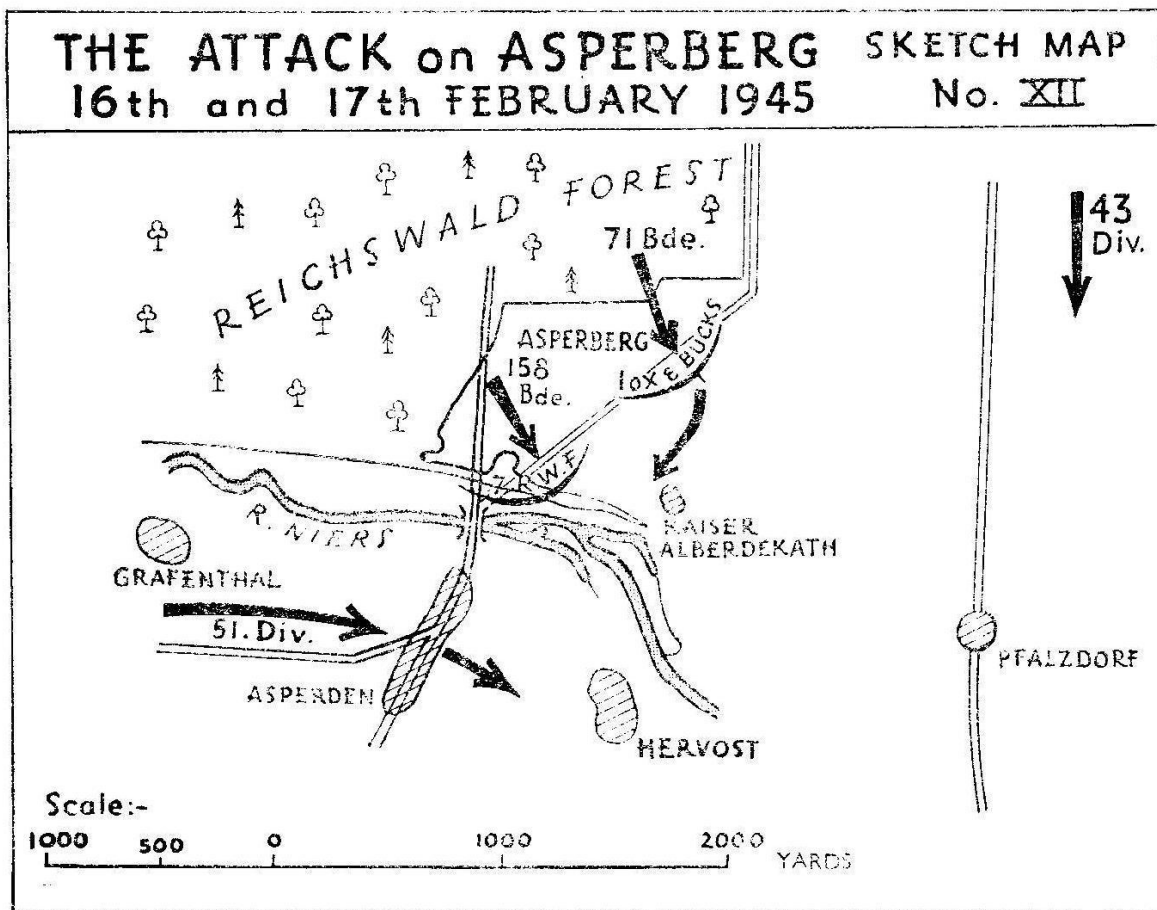 THE ATTACK on ASPERBERG
16th and 17th FEBRUARY 1945
SKETCH MAP
No. XII
REICHSWALD FOREST
43
Div.
71 Bde.
ASPERBERG
158
Bde.
1 OX & BUCKS
7 R.W.F
R. NIERS
KAISER
ALBERDEKATH
GRAFENTHAL
51. Div.
ASPERDEN
HERVOST
PFALZDORF
Scale:-
1000 500 0 1000 2000
YARDS